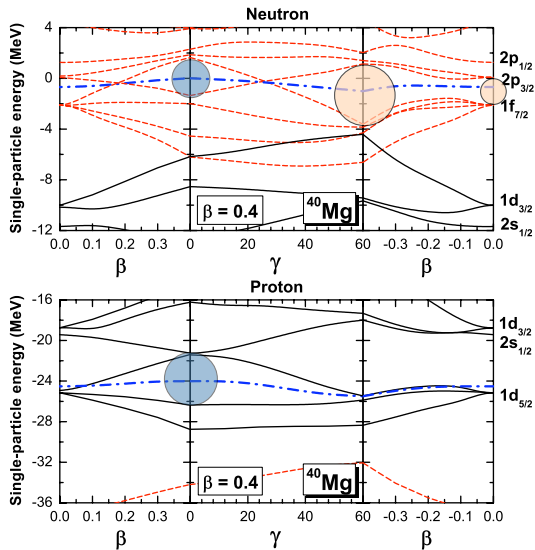 Neutron
Single-particle energy (MeV)
4
0
-4
-8
-12
2p1/2
2p3/2
1f7/2
1d3/2
2s1/2
β = 0.4
40Mg
0.0 0.1 0.2 0.3 0 20 40 60 -0.3 -0.2 -0.1 0.0
β γ β
Proton
Single-particle energy (MeV)
-16
-20
-24
-28
-32
-36
1d3/2
2s1/2
1d5/2
β = 0.4
40Mg
0.0 0.1 0.2 0.3 0 20 40 60 -0.3 -0.2 -0.1 -0.0
β γ β